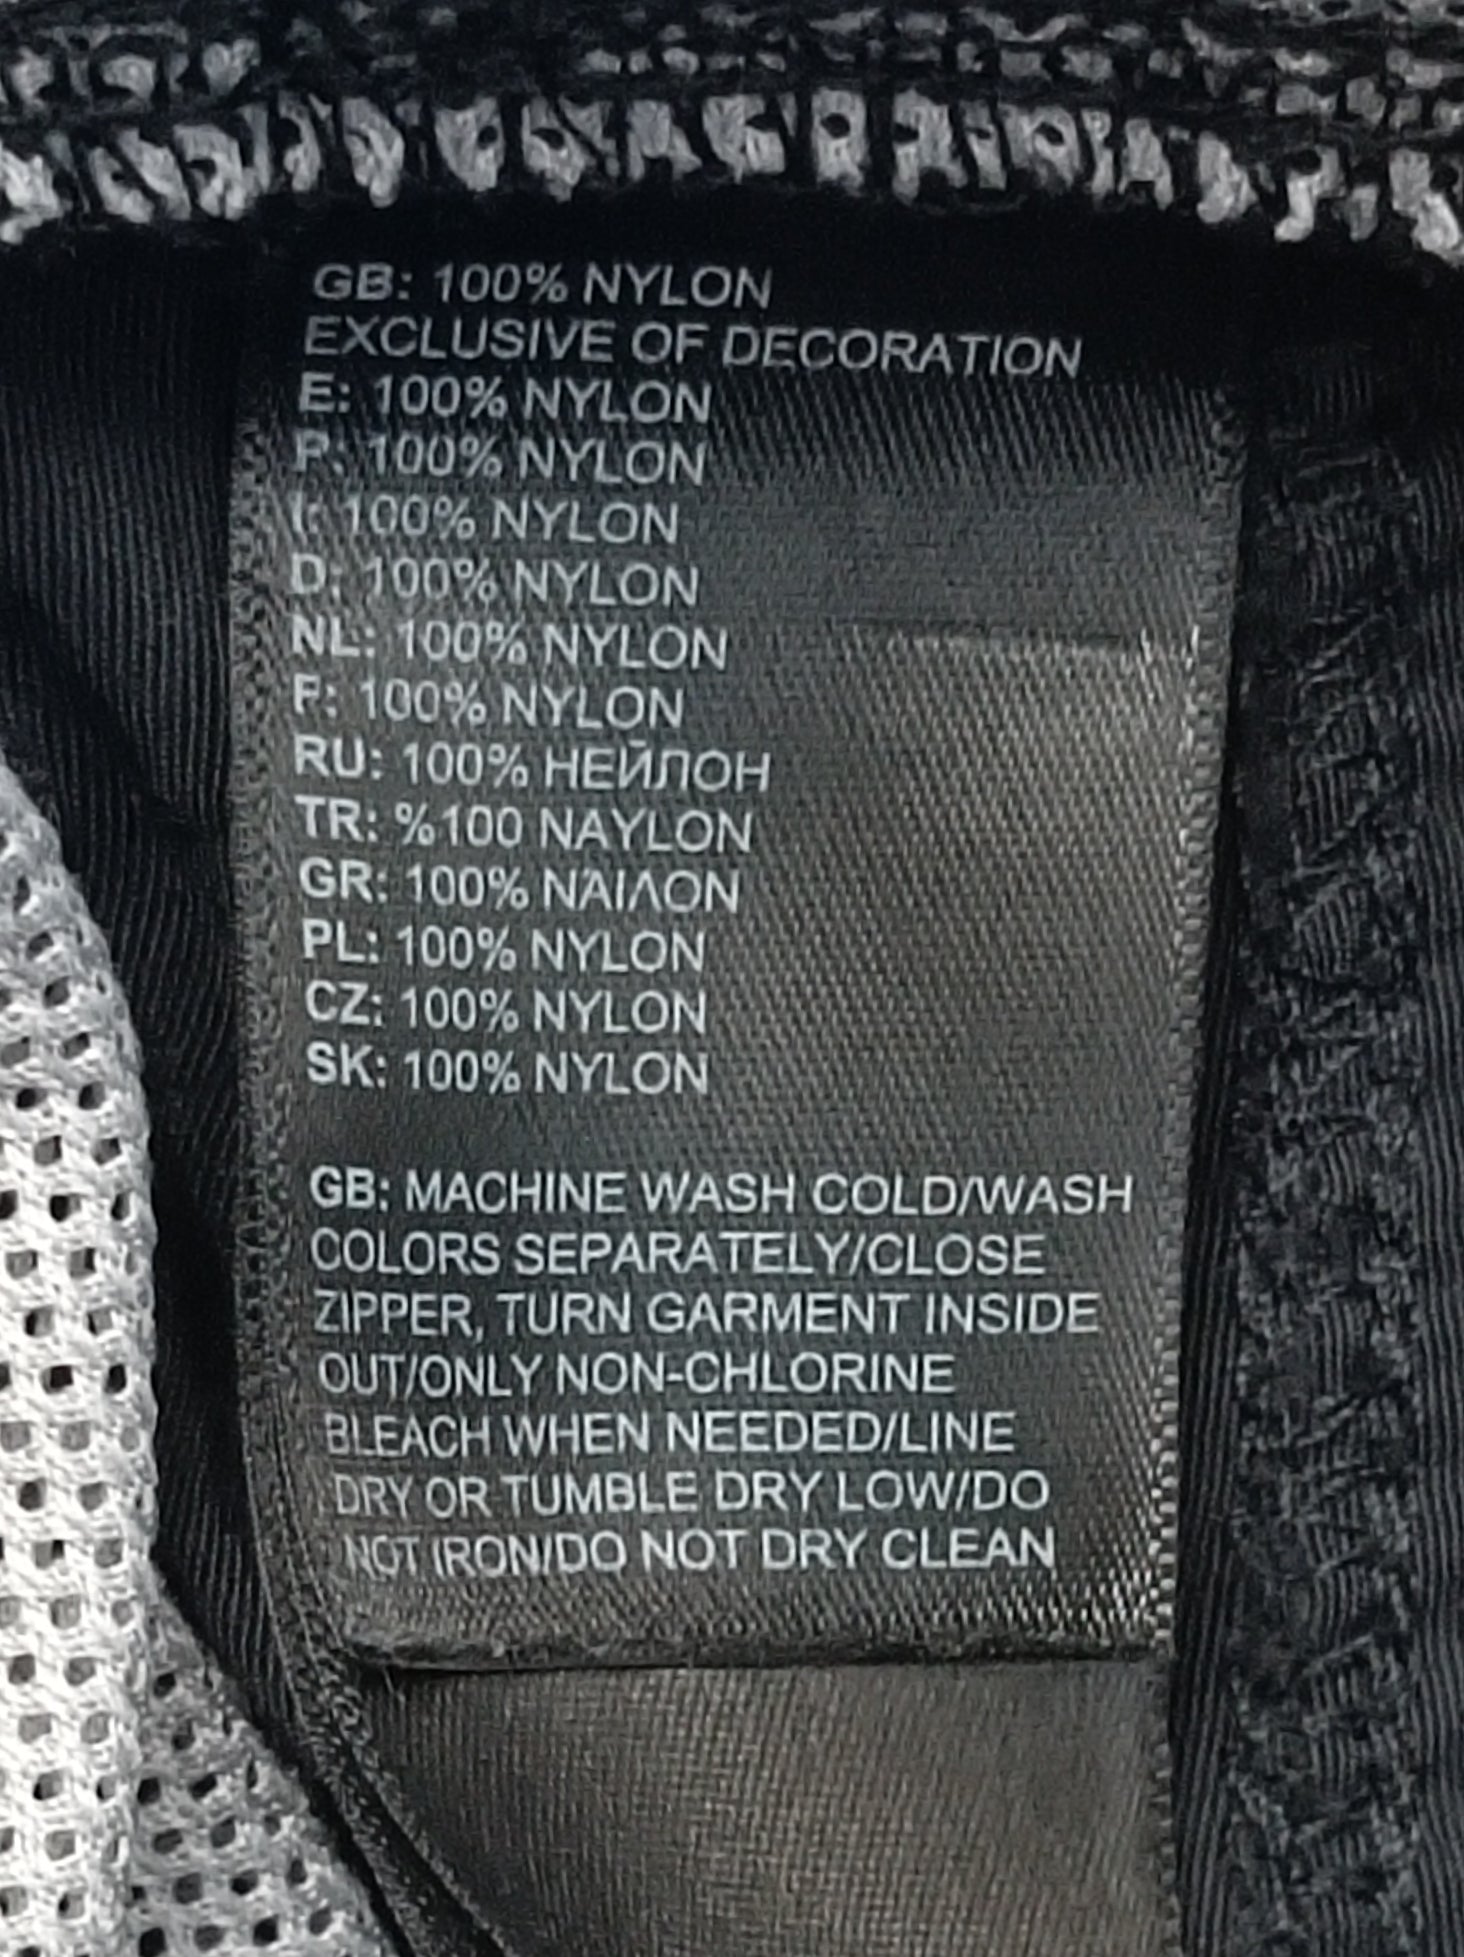 GB: 100% NYLON
EXCLUSIVE OF DECORATION
E: 100% NYLON
P: 100% NYLON
I: 100% NYLON
D: 100% NYLON
NL: 100% NYLON
F: 100% NYLON
RU: 100% НЕЙЛОН
TR: %100 NAYLON
GR: 100% ΝΆΙΛΟΝ
PL: 100% NYLON
CZ: 100% NYLON
SK: 100% NYLON
GB: MACHINE WASH COLD/WASH
COLORS SEPARATELY/CLOSE
ZIPPER, TURN GARMENT INSIDE
OUT/ONLY NON-CHLORINE
BLEACH WHEN NEEDED/LINE
DRY OR TUMBLE DRY LOW/DO
NOT IRON/DO NOT DRY CLEAN